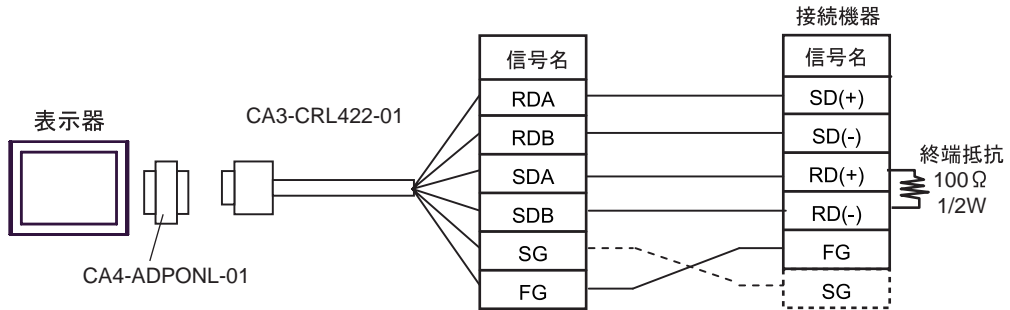 接続機器
信号名
信号名
RDA
SD(+)
CA3-CRL422-01
表示器
RDB
SD(-)
SDA
RD(+)
終端抵抗
100Ω
1/2W
SDB
RD(-)
SG
FG
CA4-ADPONL-01
FG
SG